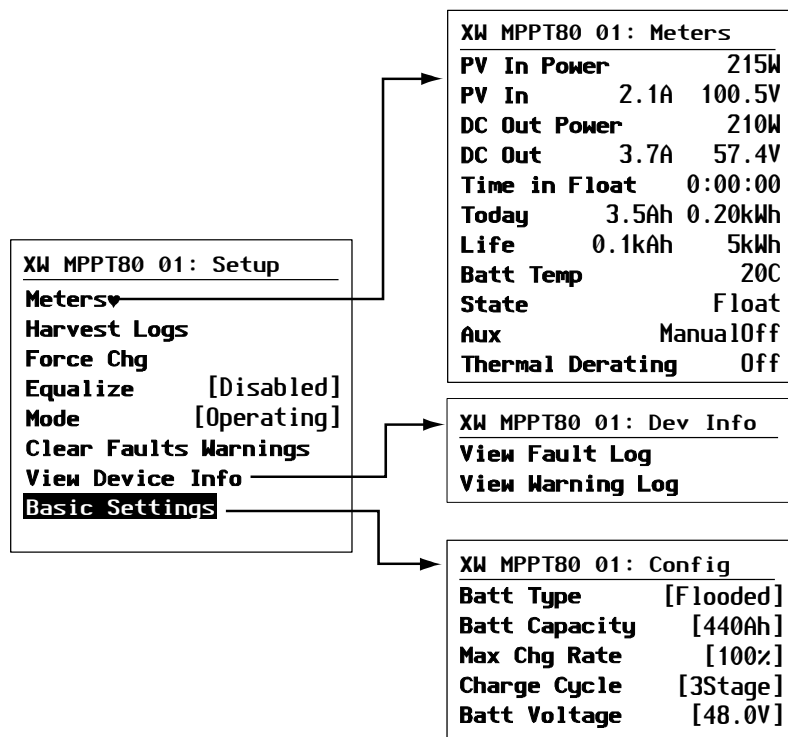 XW MPPT80 01: Setup
Meters♥
Harvest Logs
Force Chg
Equalize [Disabled]
Mode [Operating]
Clear Faults Warnings
View Device Info
Basic Settings
XW MPPT80 01: Meters
PV In Power 215W
PV In 2.1A 100.5V
DC Out Power 210W
DC Out 3.7A 57.4V
Time in Float 0:00:00
Today 3.5Ah 0.20kWh
Life 0.1kAh 5kWh
Batt Temp 20C
State Float
Aux ManualOff
Thermal Derating Off
XW MPPT80 01: Dev Info
View Fault Log
View Warning Log
XW MPPT80 01: Config
Batt Type [Flooded]
Batt Capacity [440Ah]
Max Chg Rate [100%]
Charge Cycle [3Stage]
Batt Voltage [48.0V]